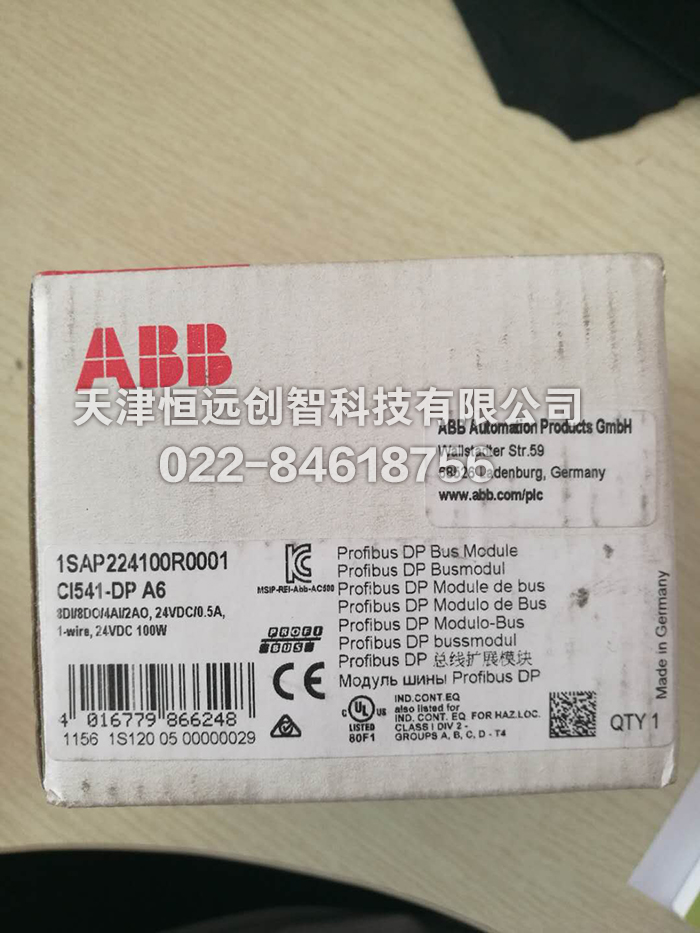 ABB
天津恒远创智科技有限公司
022-84618756
ABB Automation Products GmbH
Wallstadter Str.59
68526 Ladenburg, Germany
www.abb.com/plc
1SAP224100R0001
CI541-DP A6
8DI/8DO/4AI/2AO, 24VDC/0.5A,
1-wire, 24VDC 100W
MSIP-REI-Abb-AC500
PROFI
BUS
Profibus DP Bus Module
Profibus DP Busmodul
Profibus DP Module de bus
Profibus DP Modulo de Bus
Profibus DP Modulo-Bus
Profibus DP bussmodul
Profibus DP 总线扩展模块
Модуль шины Profibus DP
CE
4 016779 866248
1156 1S120 05 00000029
c UL us
LISTED
80F1
IND.CONT.EQ
also listed for
IND. CONT. EQ FOR HAZ.LOC.
CLASS I DIV 2 -
GROUPS A, B, C, D - T4
QTY 1
Made in Germany